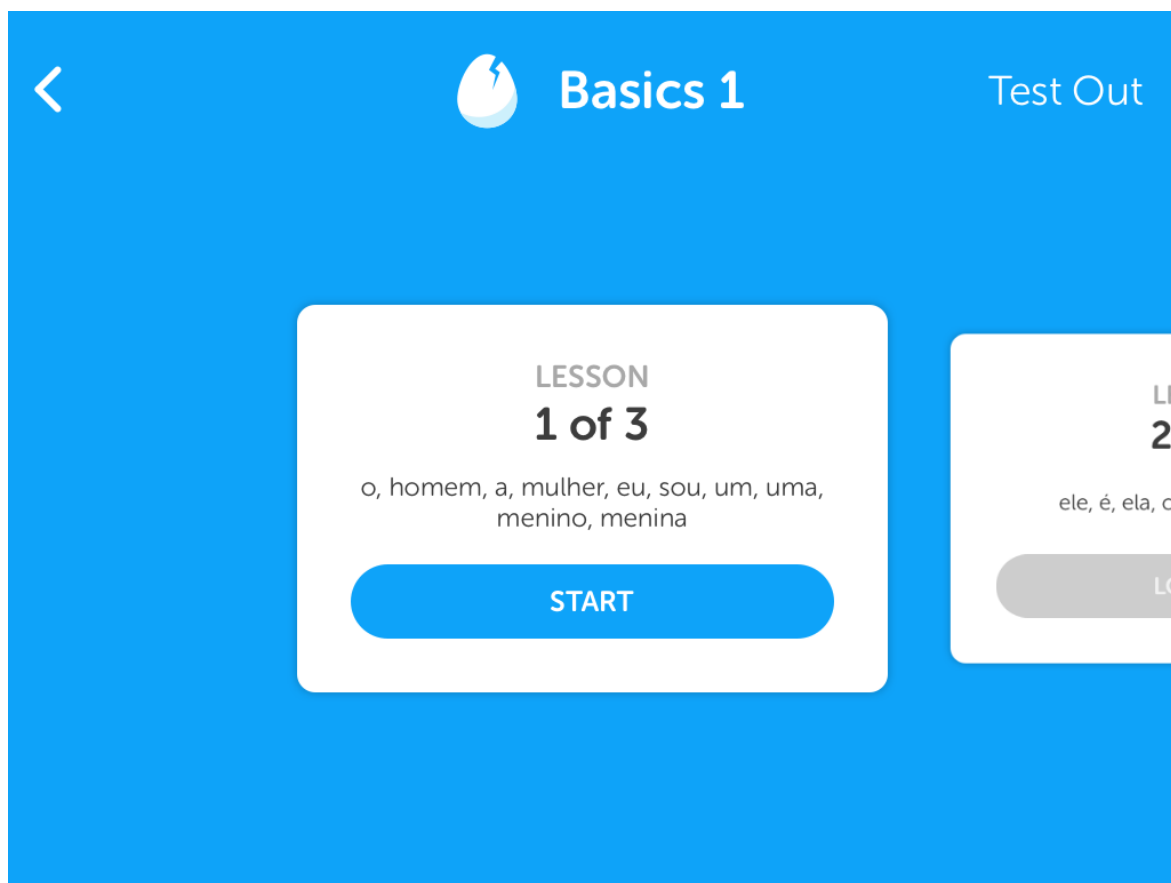 Basics 1
Test Out
LESSON
1 of 3
o, homem, a, mulher, eu, sou, um, uma,
menino, menina
START
2
ele, é, ela,